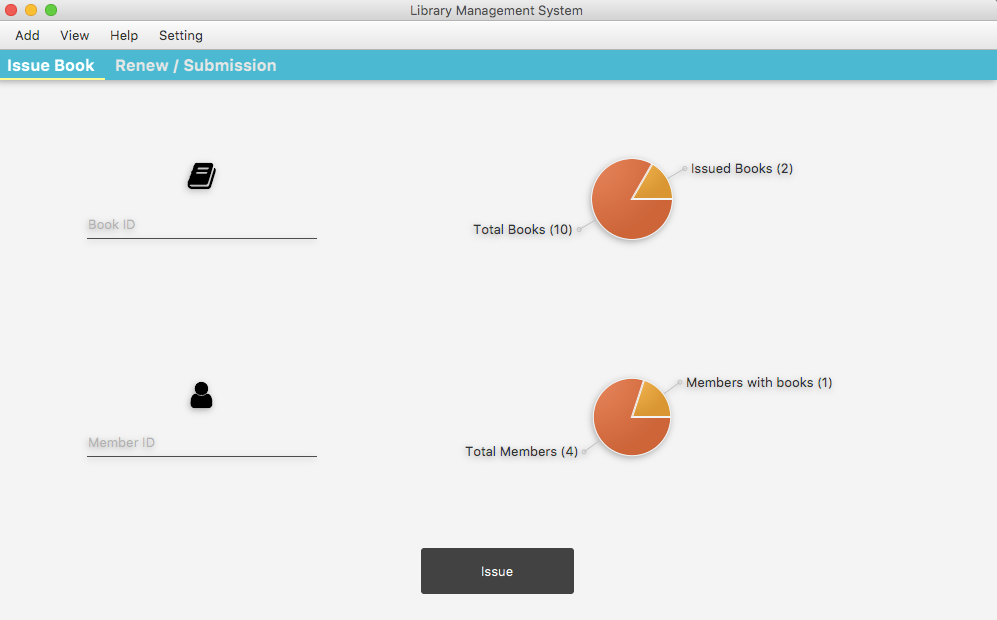 Library Management System
Add View Help Setting
Issue Book Renew / Submission
Issued Books (2)
Book ID
Total Books (10)
Members with books (1)
Member ID
Total Members (4)
Issue